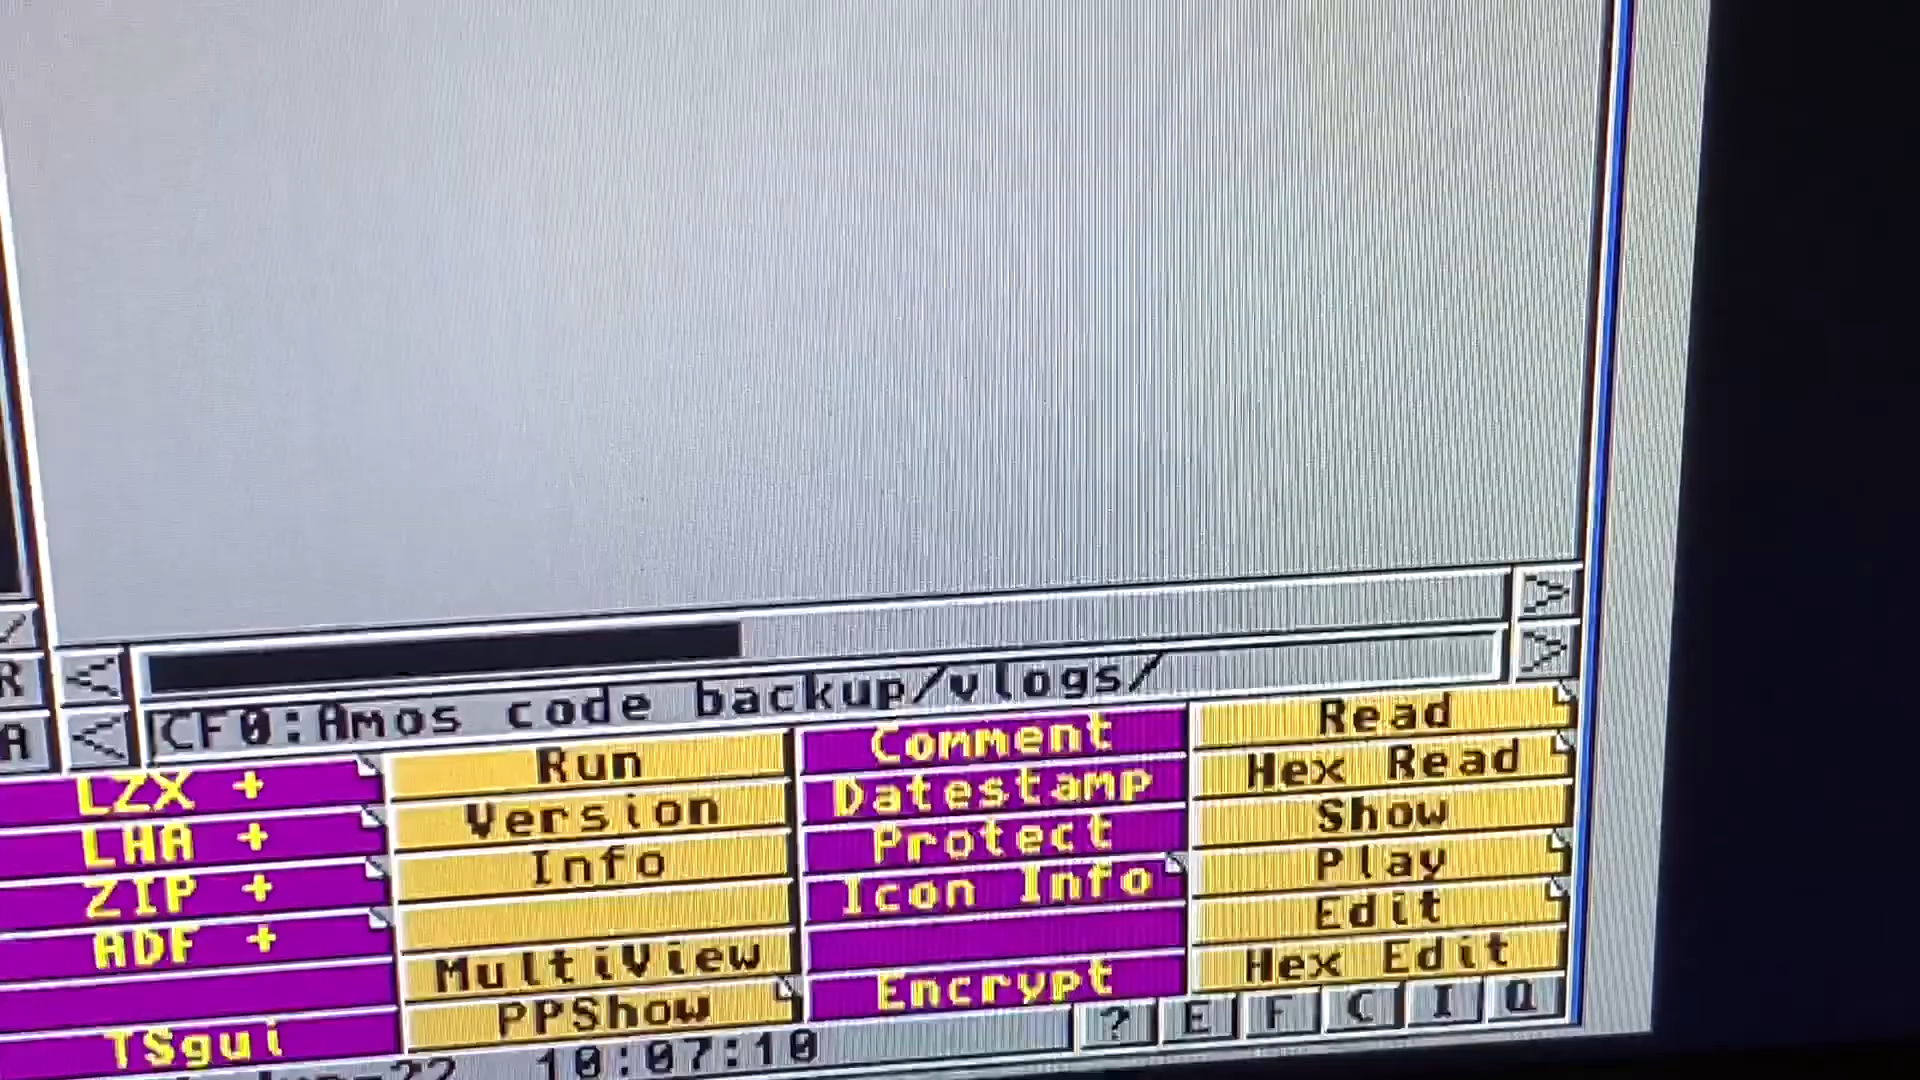 <
>
R
A
<
CF0:Amos code backup/vlogs/
>
LZX +
Run
Comment
Read
LHA +
Version
Datestamp
Hex Read
ZIP +
Info
Protect
Show
ADF +
Icon Info
Play
MultiView
Edit
TSgui
PPShow
Encrypt
Hex Edit
10:07:10
? E F C I Q